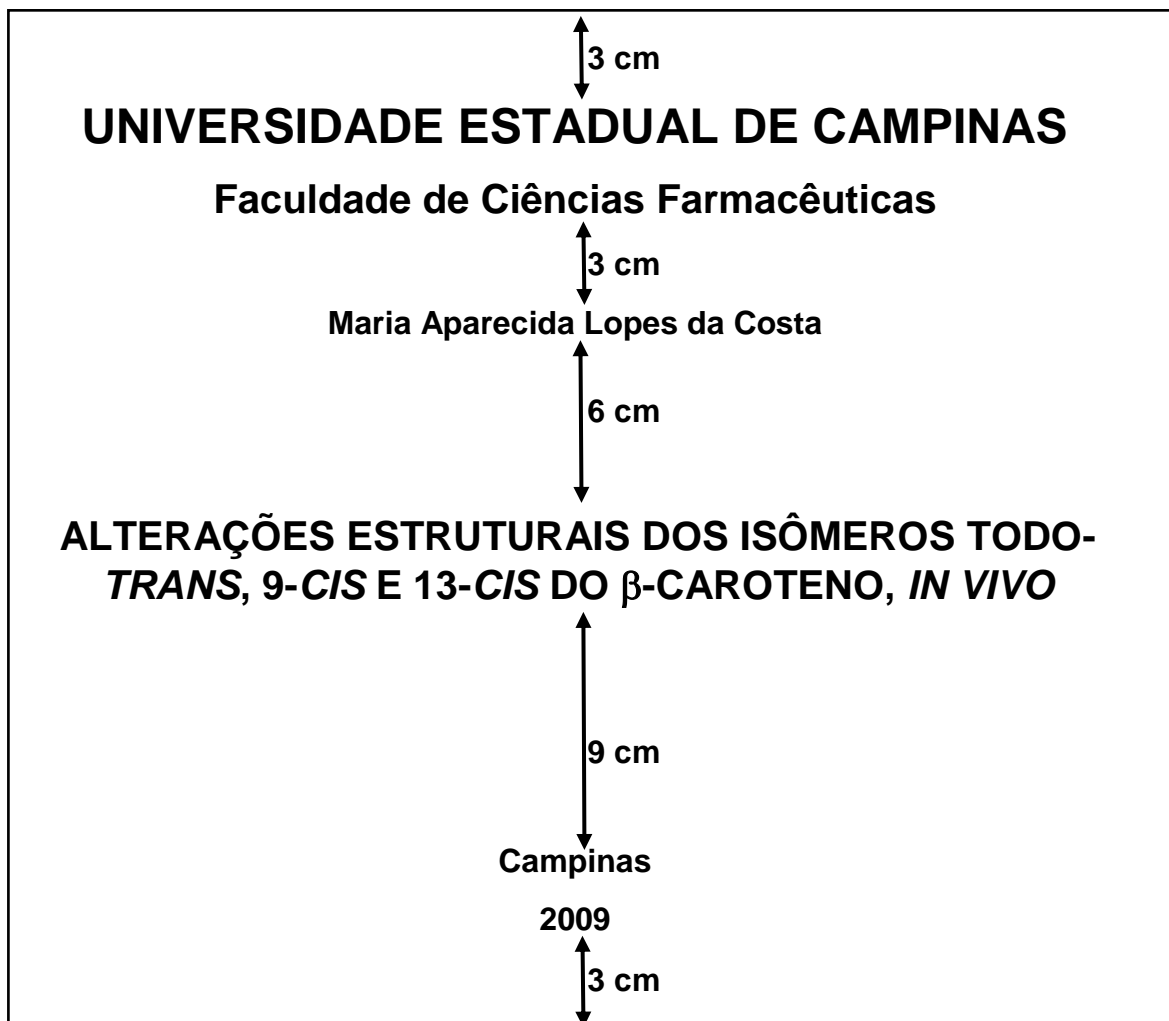 3 cm
UNIVERSIDADE ESTADUAL DE CAMPINAS
Faculdade de Ciências Farmacêuticas
3 cm
Maria Aparecida Lopes da Costa
6 cm
ALTERAÇÕES ESTRUTURAIS DOS ISÔMEROS TODO-
TRANS, 9-CIS E 13-CIS DO β-CAROTENO, IN VIVO
9 cm
Campinas
2009
3 cm